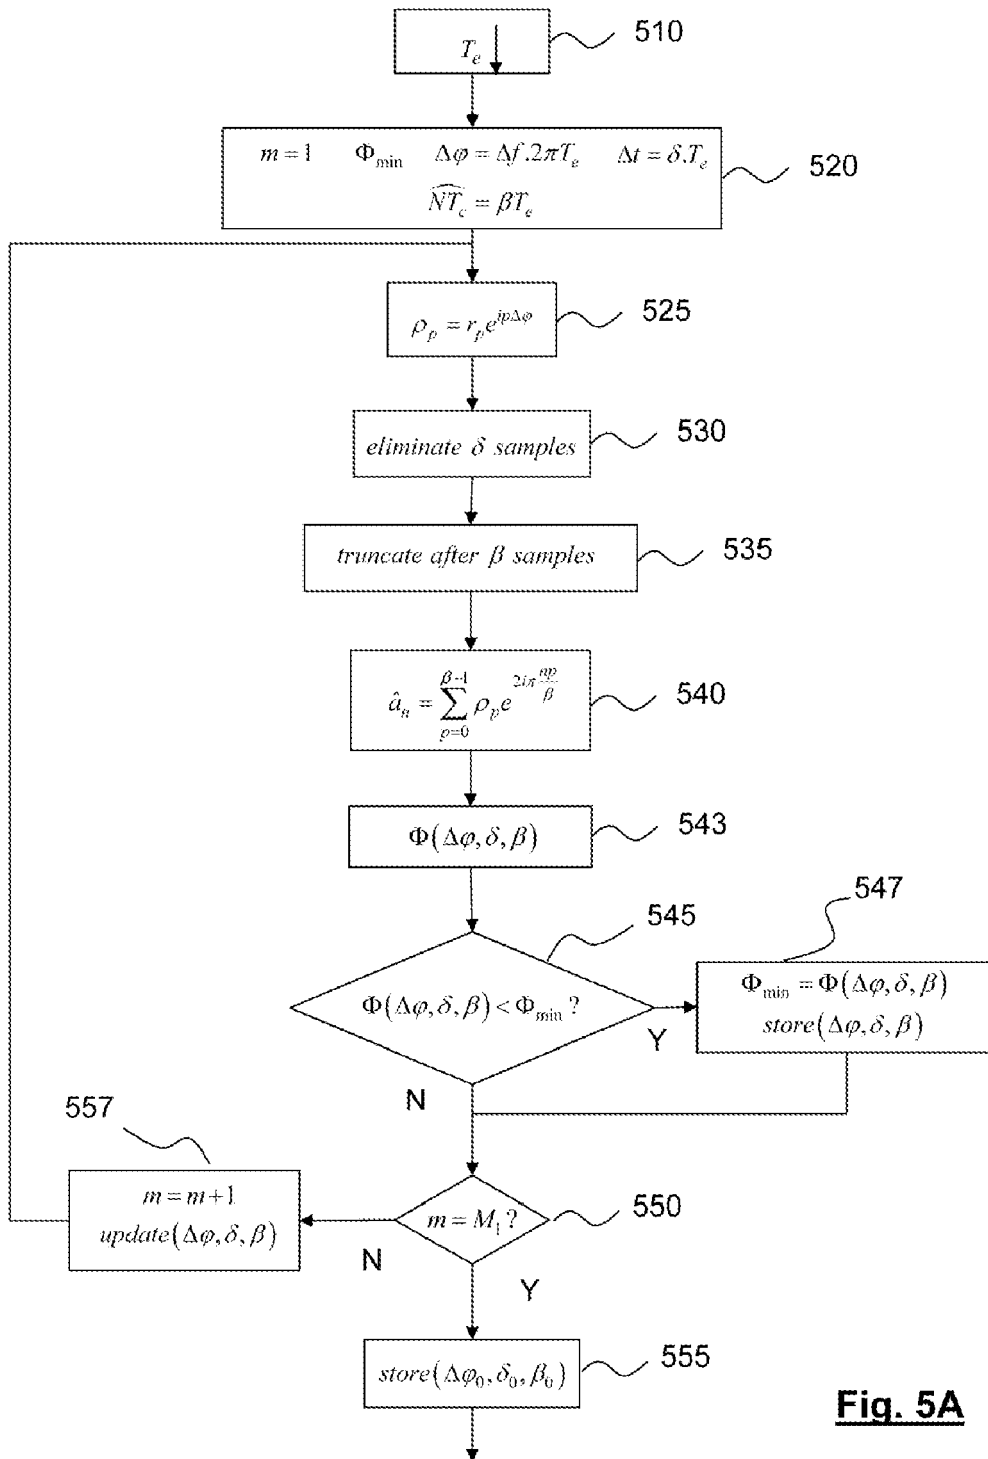 T_e ↓
510
m = 1 Φ_min Δφ = Δf.2πT_e Δt = δ.T_e
520
\widehat{NT_c} = βT_e
525
ρ_p = r_p e^{ipΔφ}
530
eliminate δ samples
535
truncate after β samples
540
â_n = \sum_{p=0}^{β-1} ρ_p e^{2iπ\frac{np}{β}}
543
Φ(Δφ, δ, β)
545
547
Φ(Δφ, δ, β) < Φ_min ?
Y
Φ_min = Φ(Δφ, δ, β)
store(Δφ, δ, β)
N
557
m = m+1
update(Δφ, δ, β)
m = M_1 ?
550
N
Y
555
store(Δφ_0, δ_0, β_0)
Fig. 5A